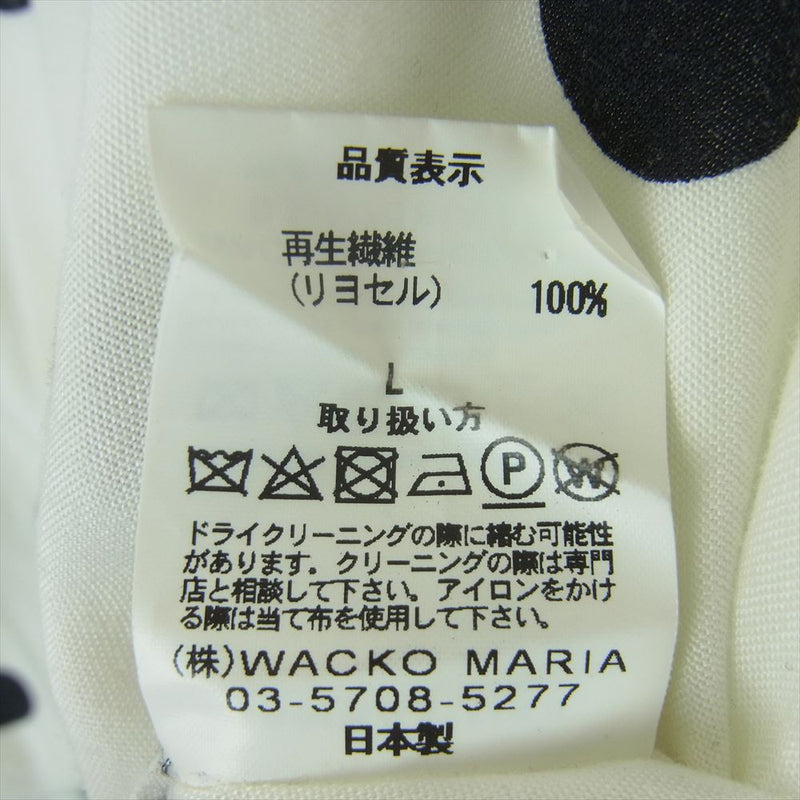 品質表示
再生繊維
(リヨセル) 100%
L
取り扱い方
P W
ドライクリーニングの際に縮む可能性
があります。クリーニングの際は専門
店と相談して下さい。アイロンをかけ
る際は当て布を使用して下さい。
(株)WACKO MARIA
03-5708-5277
日本製